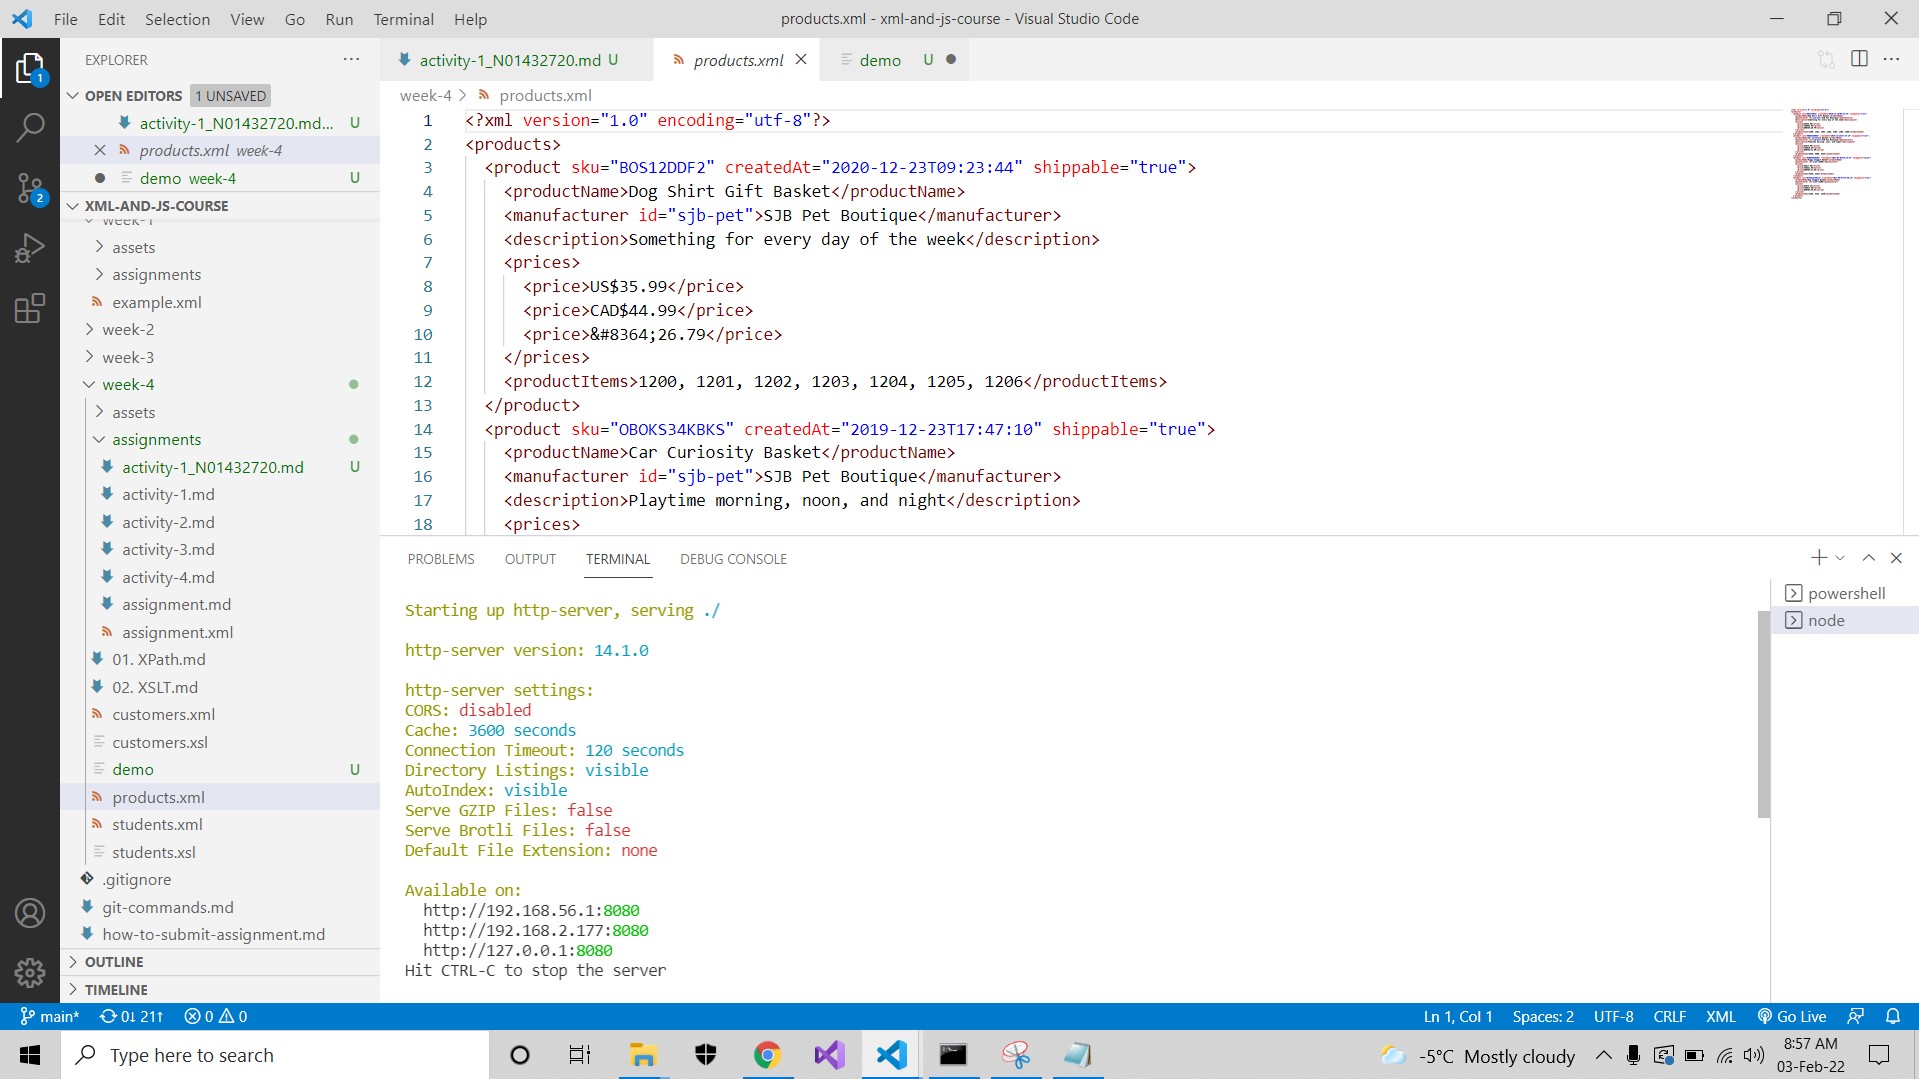 File Edit Selection View Go Run Terminal Help
products.xml - xml-and-js-course - Visual Studio Code
EXPLORER
OPEN EDITORS 1 UNSAVED
activity-1_N01432720.md... U
products.xml week-4
demo week-4 U
XML-AND-JS-COURSE
week-1
assets
assignments
example.xml
week-2
week-3
week-4
assets
assignments
activity-1_N01432720.md U
activity-1.md
activity-2.md
activity-3.md
activity-4.md
assignment.md
assignment.xml
01. XPath.md
02. XSLT.md
customers.xml
customers.xsl
demo U
products.xml
students.xml
students.xsl
.gitignore
git-commands.md
how-to-submit-assignment.md
OUTLINE
TIMELINE
activity-1_N01432720.md U
products.xml
demo U
week-4 > products.xml
1 <?xml version="1.0" encoding="utf-8"?>
2 <products>
3 <product sku="BOS12DDF2" createdAt="2020-12-23T09:23:44" shippable="true">
4 <productName>Dog Shirt Gift Basket</productName>
5 <manufacturer id="sjb-pet">SJB Pet Boutique</manufacturer>
6 <description>Something for every day of the week</description>
7 <prices>
8 <price>US$35.99</price>
9 <price>CAD$44.99</price>
10 <price>&#8364;26.79</price>
11 </prices>
12 <productItems>1200, 1201, 1202, 1203, 1204, 1205, 1206</productItems>
13 </product>
14 <product sku="OBOKS34KBKS" createdAt="2019-12-23T17:47:10" shippable="true">
15 <productName>Car Curiosity Basket</productName>
16 <manufacturer id="sjb-pet">SJB Pet Boutique</manufacturer>
17 <description>Playtime morning, noon, and night</description>
18 <prices>
PROBLEMS OUTPUT TERMINAL DEBUG CONSOLE
Starting up http-server, serving ./
http-server version: 14.1.0
http-server settings:
CORS: disabled
Cache: 3600 seconds
Connection Timeout: 120 seconds
Directory Listings: visible
AutoIndex: visible
Serve GZIP Files: false
Serve Brotli Files: false
Default File Extension: none
Available on:
http://192.168.56.1:8080
http://192.168.2.177:8080
http://127.0.0.1:8080
Hit CTRL-C to stop the server
powershell
node
1
2
main* 0↓ 21↑ 0 0
Ln 1, Col 1 Spaces: 2 UTF-8 CRLF XML Go Live
Type here to search
-5°C Mostly cloudy
8:57 AM
03-Feb-22